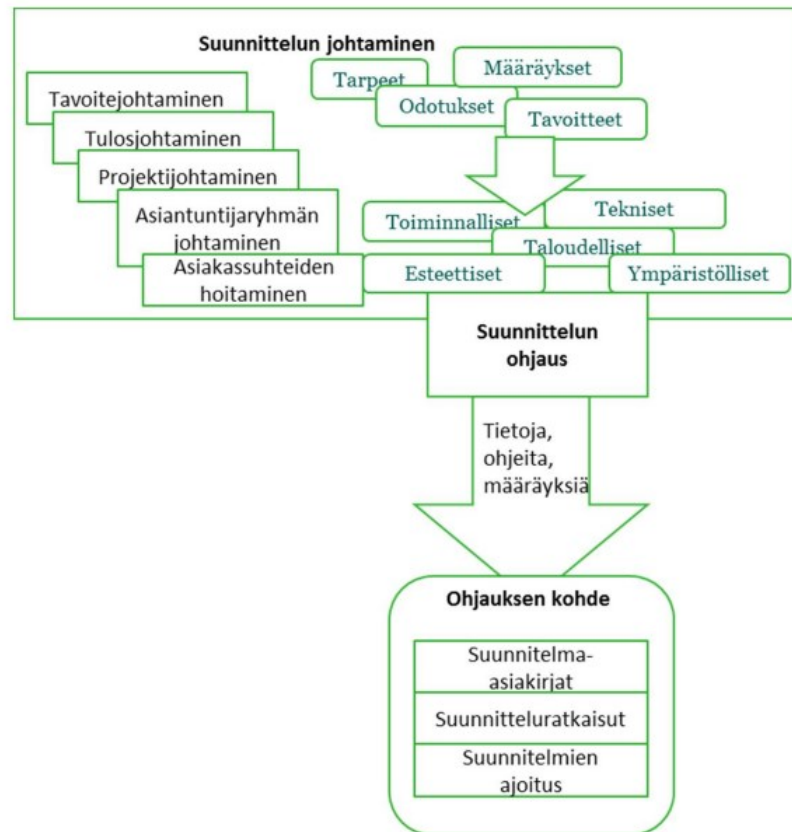 Suunnittelun johtaminen
Tavoitejohtaminen
Tulosjohtaminen
Projektijohtaminen
Asiantuntijaryhmän
johtaminen
Asiakassuhteiden
hoitaminen
Tarpeet
Määräykset
Odotukset
Tavoitteet
Toiminnalliset
Tekniset
Taloudelliset
Esteettiset
Ympäristölliset
Suunnittelun
ohjaus
Tietoja,
ohjeita,
määräyksiä
Ohjauksen kohde
Suunnitelma-
asiakirjat
Suunnitteluratkaisut
Suunnitelmien
ajoitus